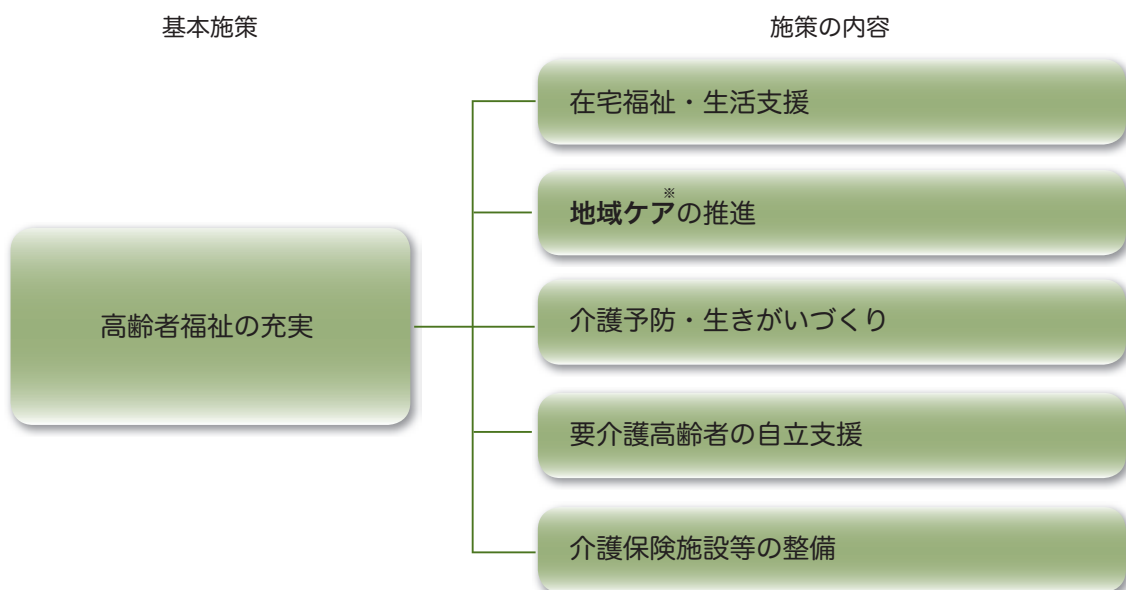 基本施策
施策の内容
高齢者福祉の充実
在宅福祉・生活支援
地域ケア※の推進
介護予防・生きがいづくり
要介護高齢者の自立支援
介護保険施設等の整備